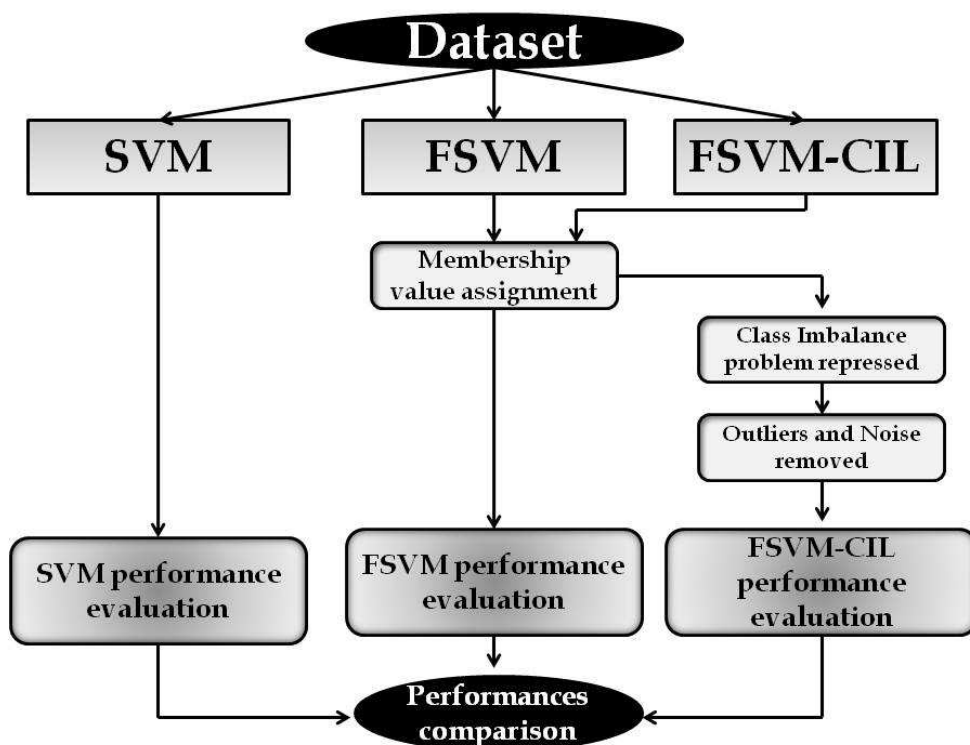 Dataset
SVM
FSVM
FSVM-CIL
Membership
value assignment
Class Imbalance
problem repressed
Outliers and Noise
removed
SVM performance
evaluation
FSVM performance
evaluation
FSVM-CIL
performance
evaluation
Performances
comparison